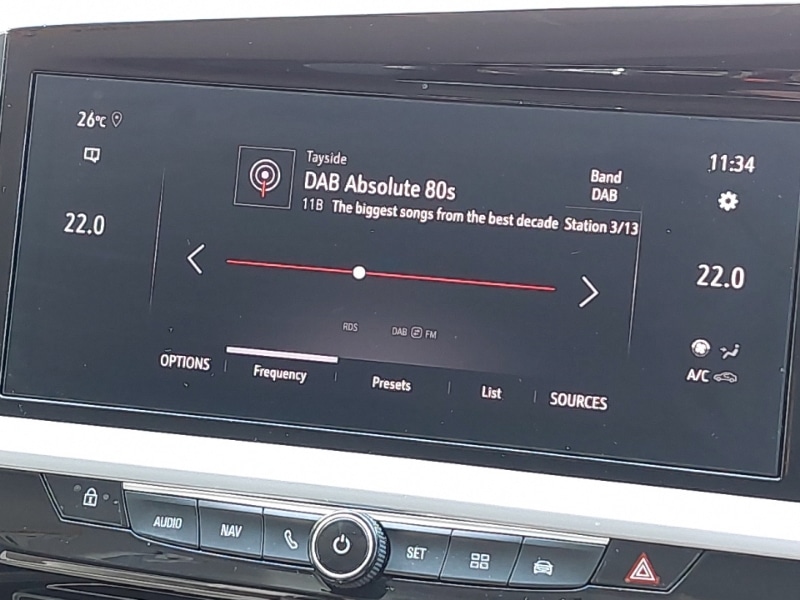 26°C
11:34
Tayside
DAB Absolute 80s
11B The biggest songs from the best decade Station 3/13
Band
DAB
22.0
22.0
RDS
DAB FM
A/C
OPTIONS
Frequency
Presets
List
SOURCES
AUDIO
NAV
SET